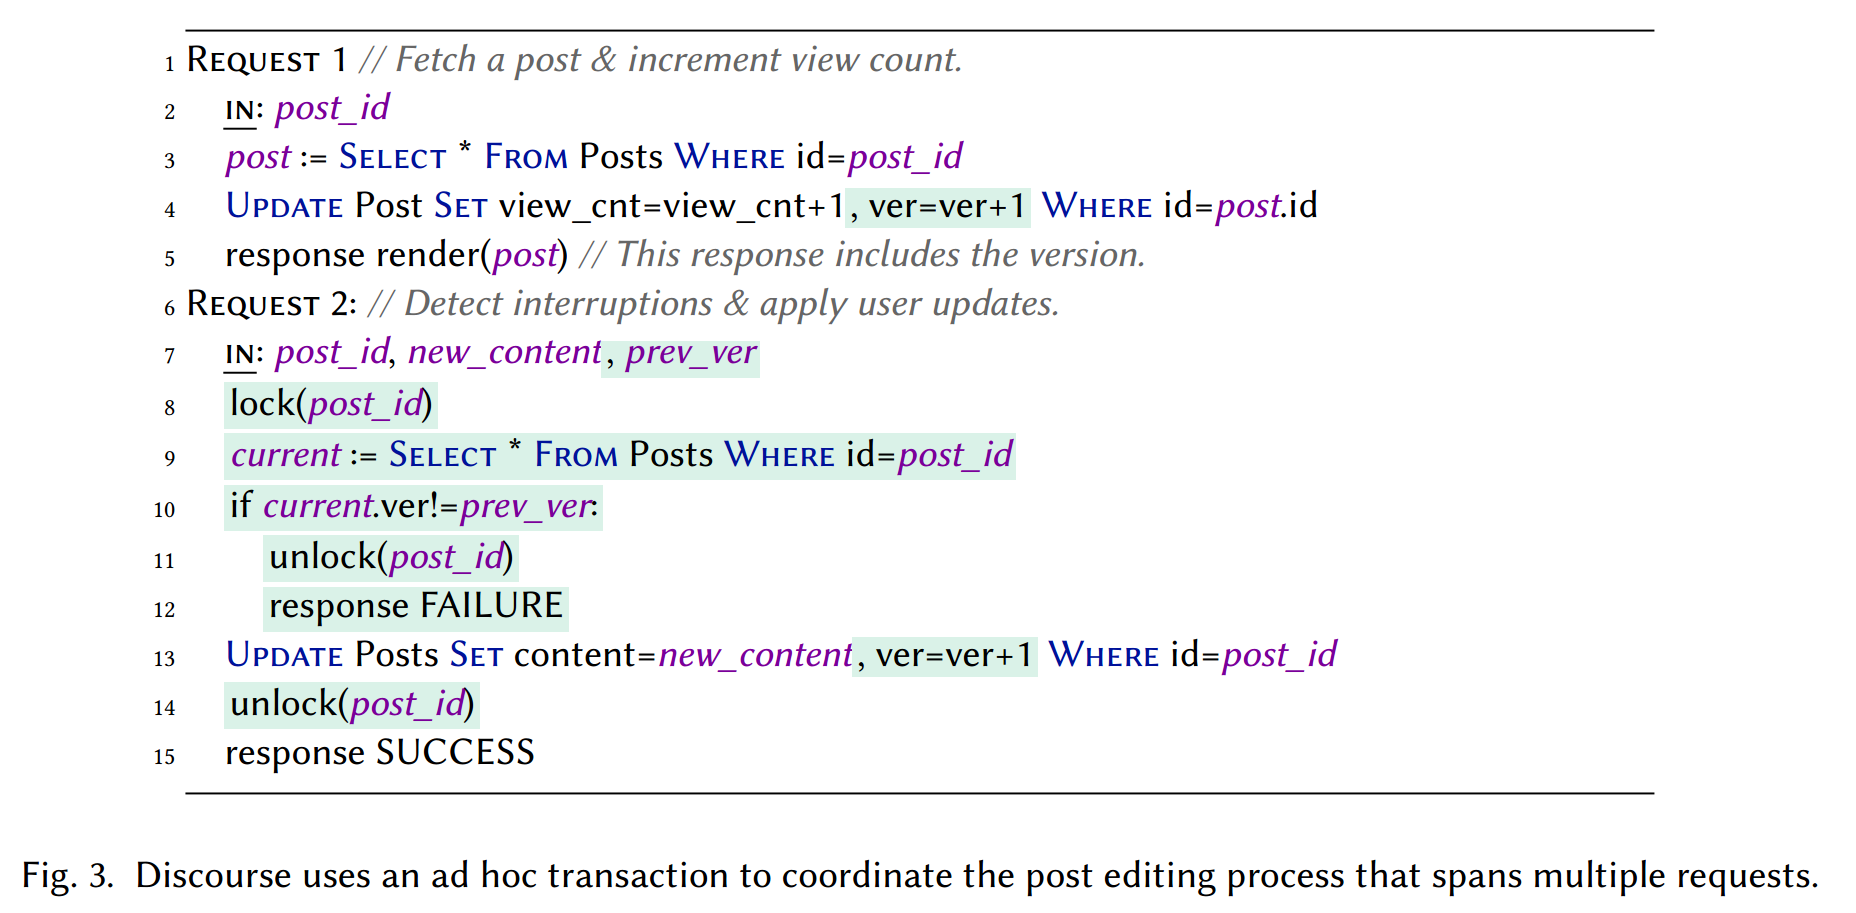 1 REQUEST 1 // Fetch a post & increment view count.
2 IN: post_id
3 post := SELECT * FROM Posts WHERE id=post_id
4 UPDATE Post SET view_cnt=view_cnt+1, ver=ver+1 WHERE id=post.id
5 response render(post) // This response includes the version.
6 REQUEST 2: // Detect interruptions & apply user updates.
7 IN: post_id, new_content, prev_ver
8 lock(post_id)
9 current := SELECT * FROM Posts WHERE id=post_id
10 if current.ver!=prev_ver:
11 unlock(post_id)
12 response FAILURE
13 UPDATE Posts SET content=new_content, ver=ver+1 WHERE id=post_id
14 unlock(post_id)
15 response SUCCESS
Fig. 3. Discourse uses an ad hoc transaction to coordinate the post editing process that spans multiple requests.